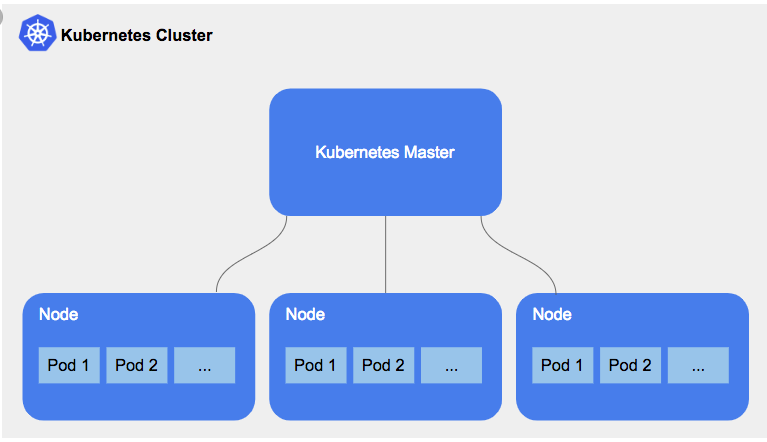 Kubernetes Cluster
Kubernetes Master
Node
Pod 1
Pod 2
...
Node
Pod 1
Pod 2
...
Node
Pod 1
Pod 2
...